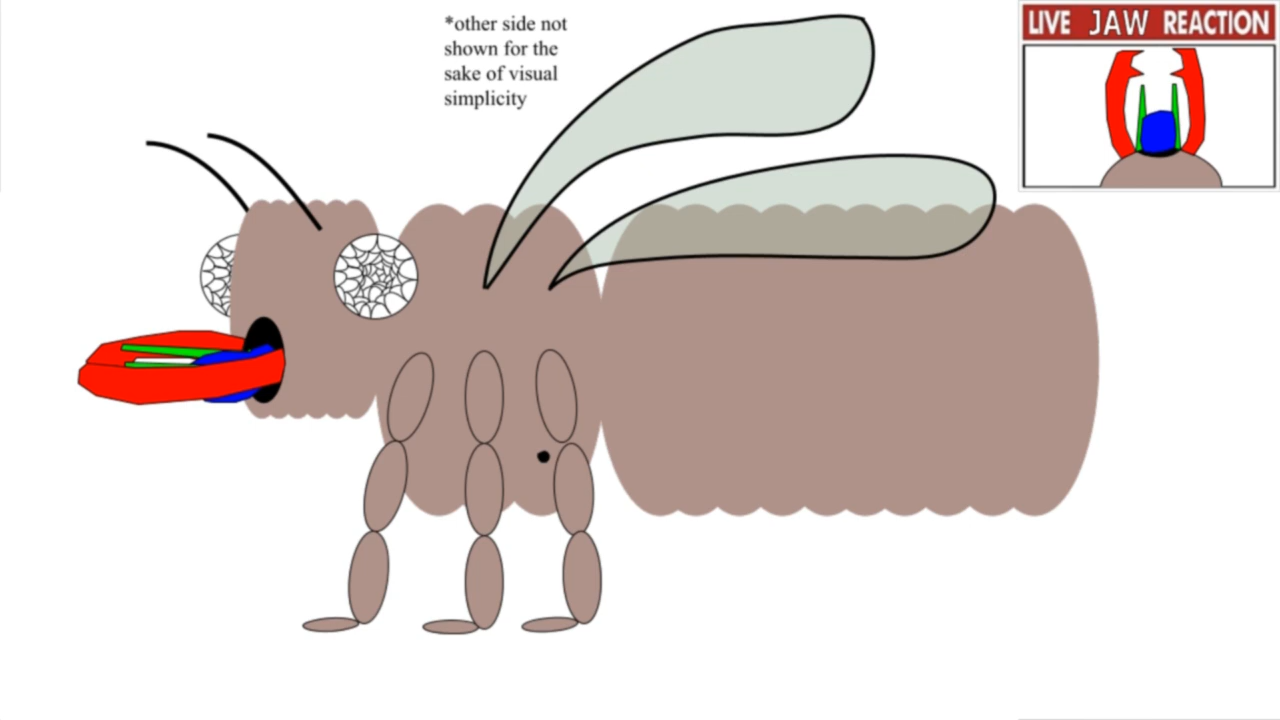 *other side not
shown for the
sake of visual
simplicity
LIVE JAW REACTION